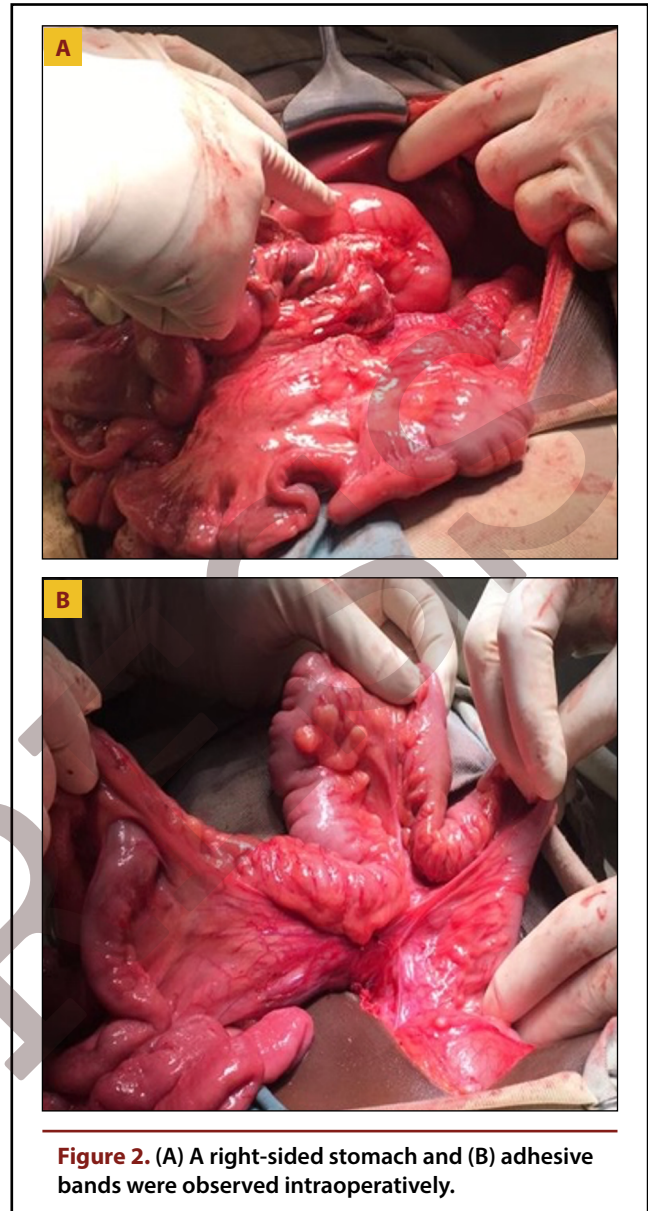 A
B
Figure 2. (A) A right-sided stomach and (B) adhesive
bands were observed intraoperatively.